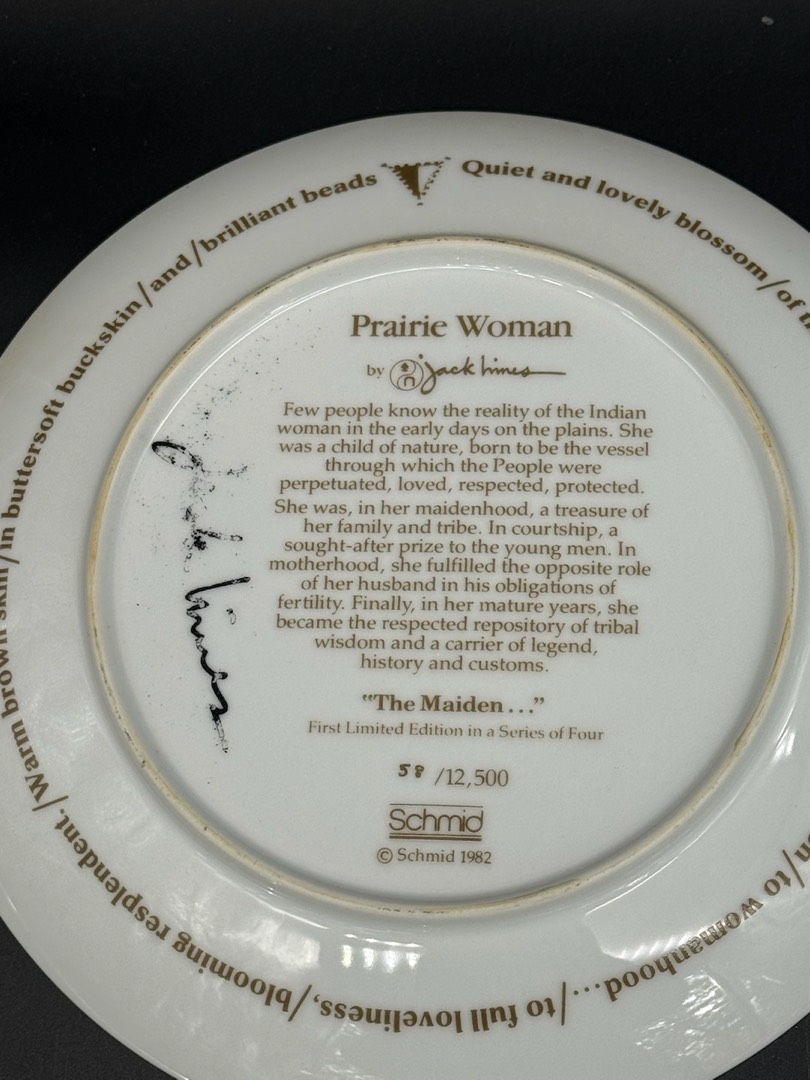 Quiet and lovely blossom/of
/to womanhood.../to full loveliness,/blooming resplendent./Warm brown skin/in buttersoft buckskin/and/brilliant beads
Prairie Woman
by Jack Hines
Few people know the reality of the Indian
woman in the early days on the plains. She
was a child of nature, born to be the vessel
through which the People were
perpetuated, loved, respected, protected.
She was, in her maidenhood, a treasure of
her family and tribe. In courtship, a
sought-after prize to the young men. In
motherhood, she fulfilled the opposite role
of her husband in his obligations of
fertility. Finally, in her mature years, she
became the respected repository of tribal
wisdom and a carrier of legend,
history and customs.
"The Maiden..."
First Limited Edition in a Series of Four
58 /12,500
Schmid
© Schmid 1982
Jack Hines